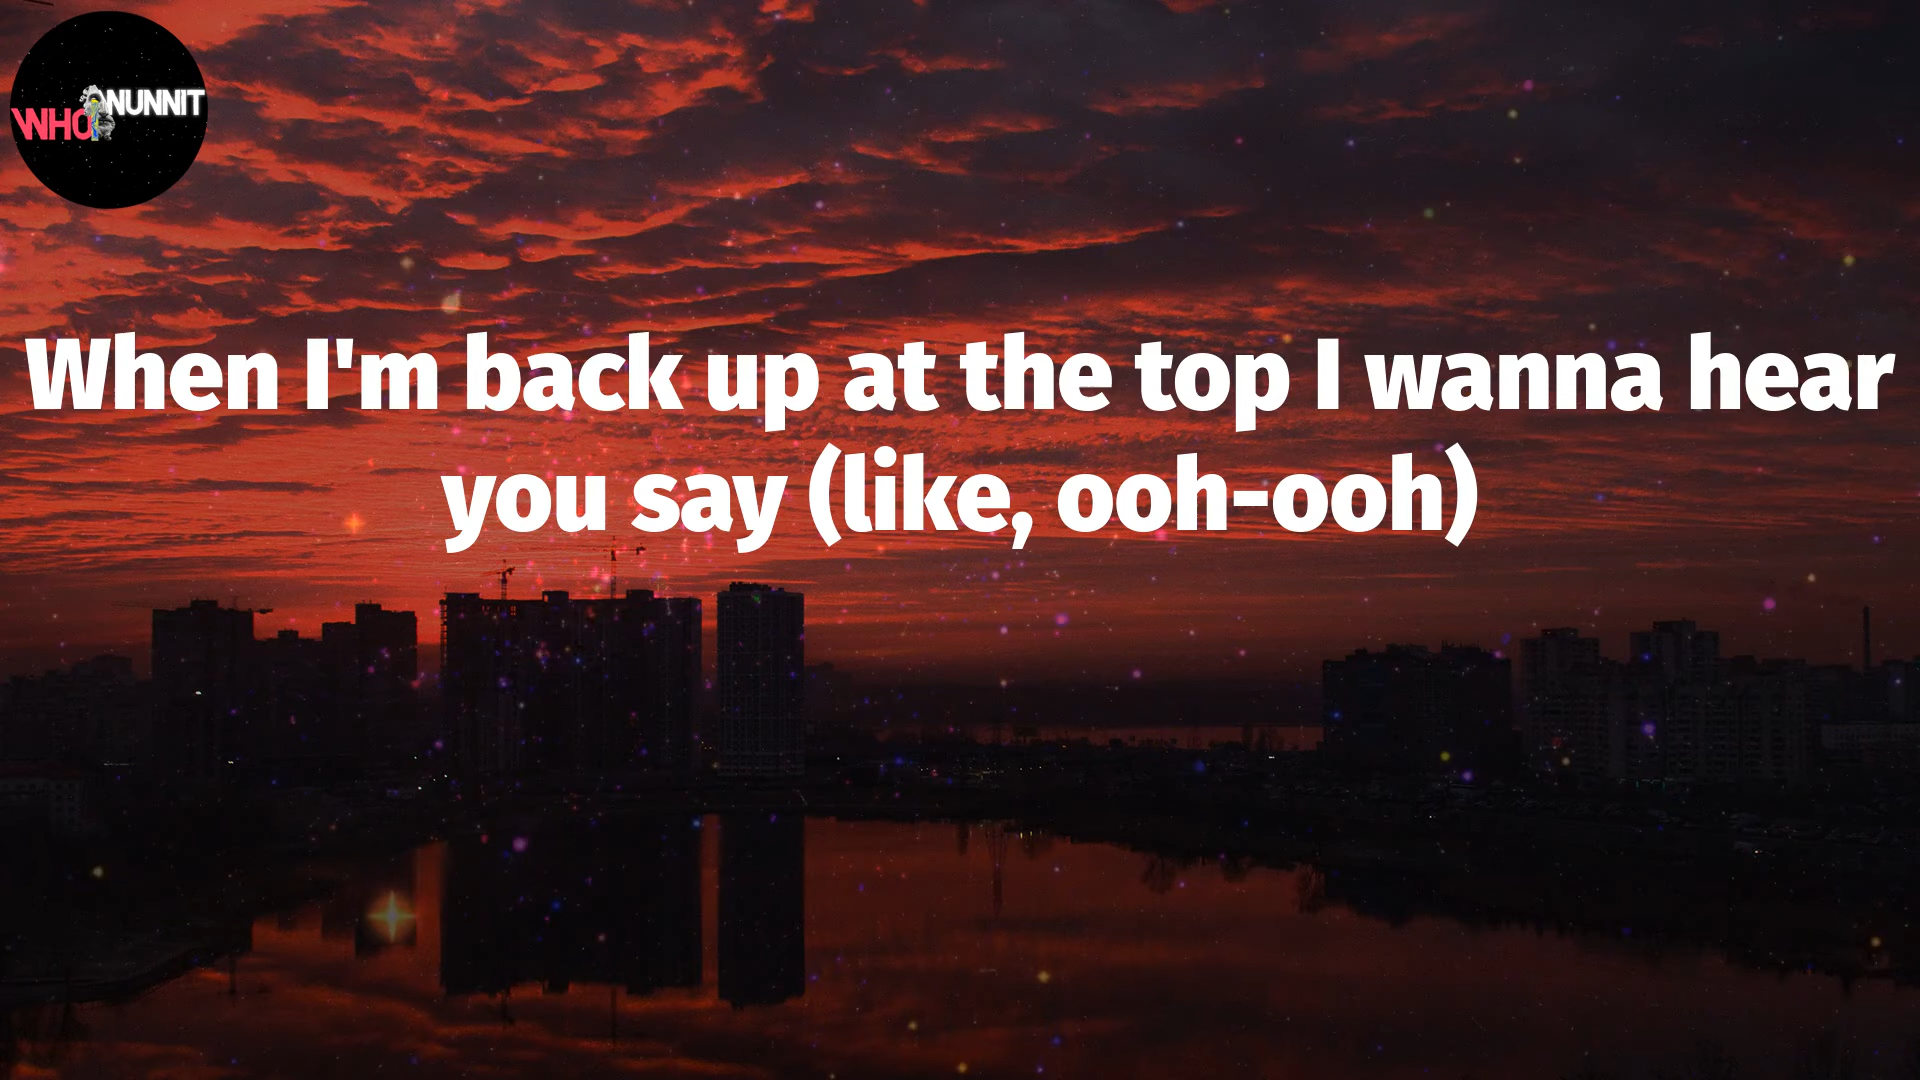 WHO NUNNIT
When I'm back up at the top I wanna hear
you say (like, ooh-ooh)